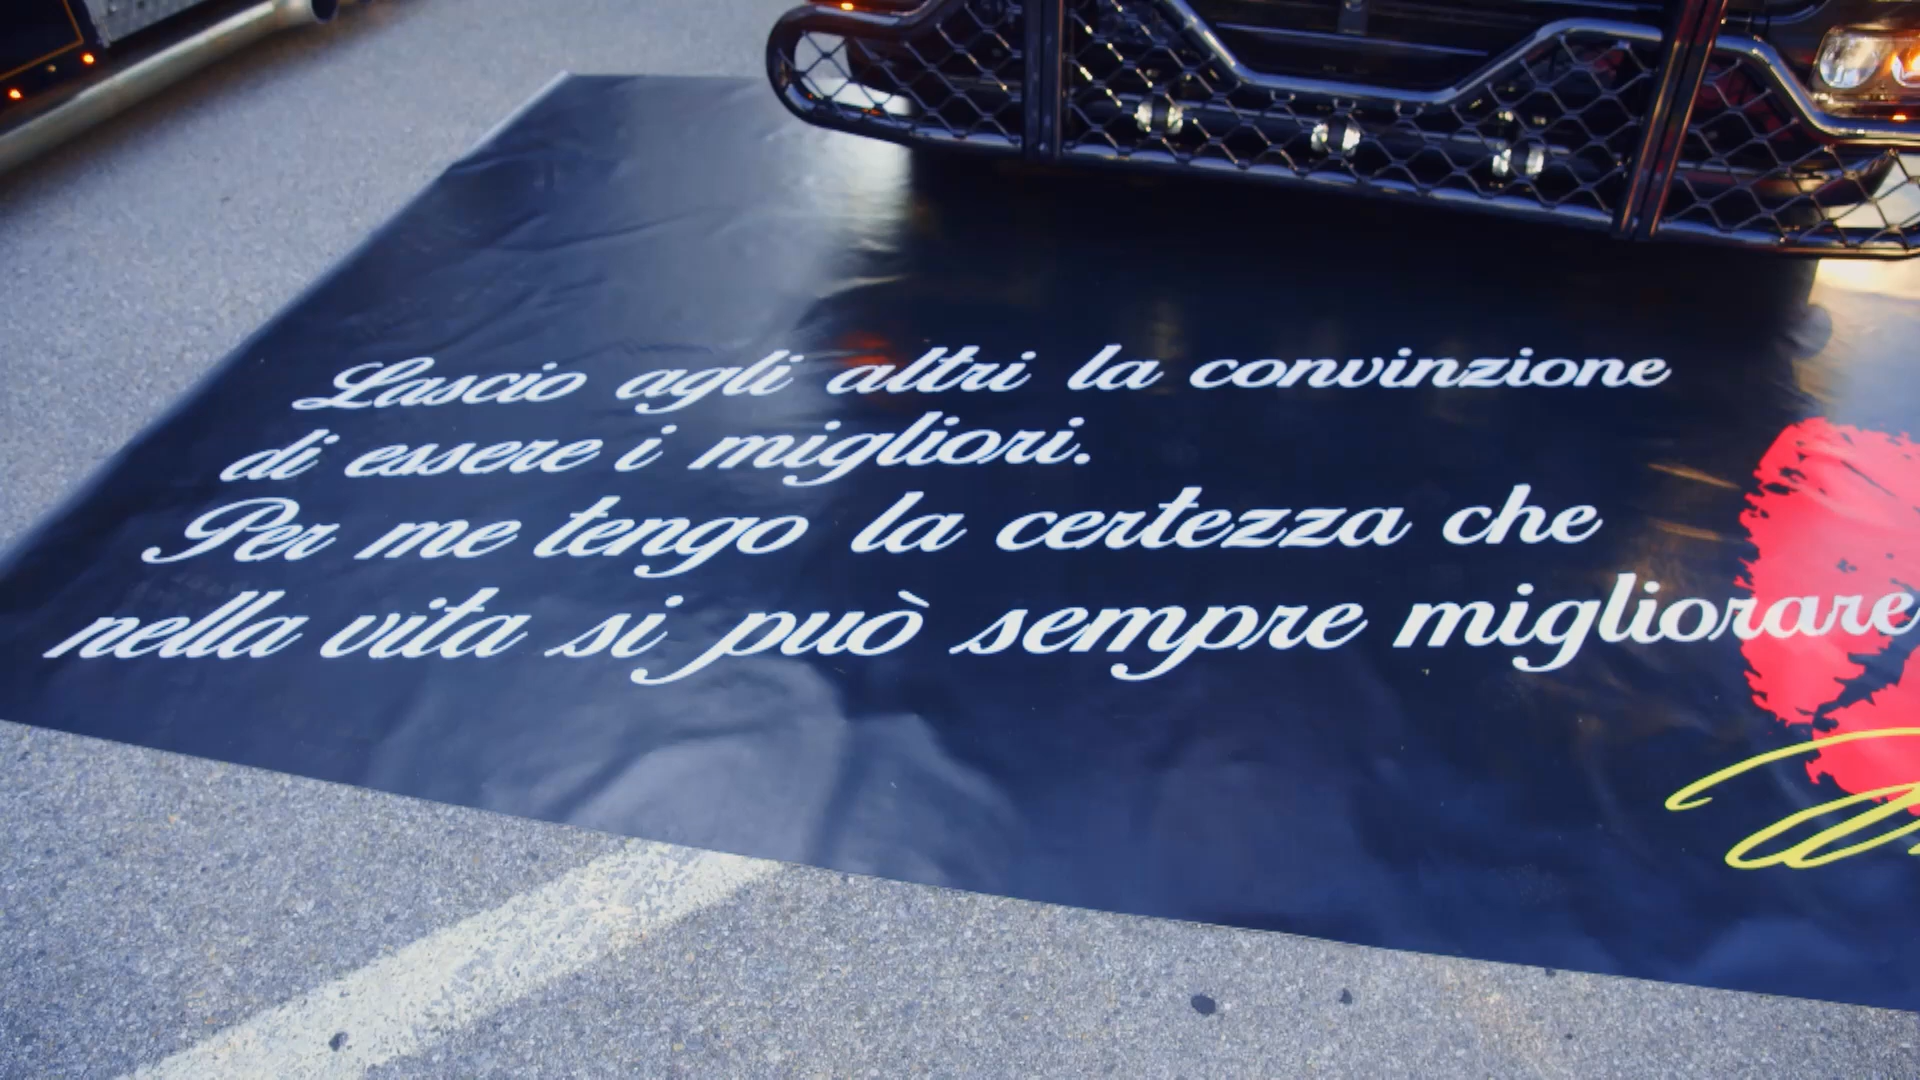 Lascio agli altri la convinzione
di essere i migliori.
Per me tengo la certezza che
nella vita si può sempre migliorare